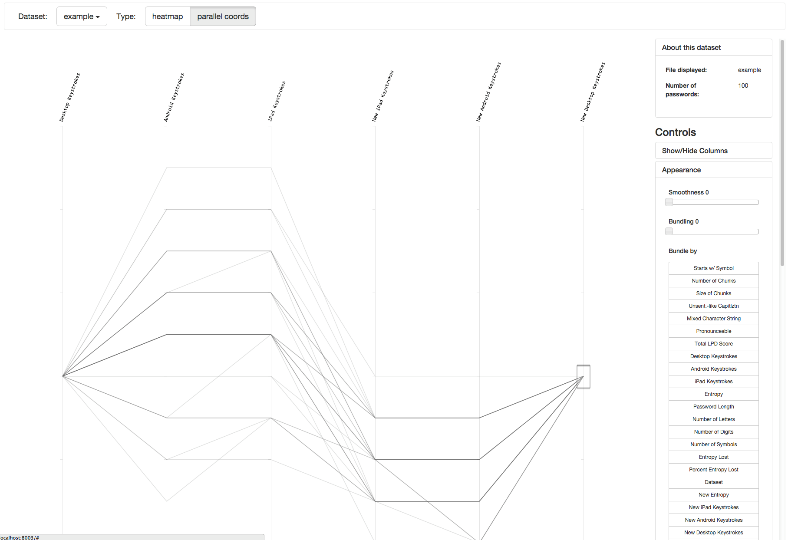 Dataset: example Type: heatmap parallel coords
Desktop Keystrokes
Android Keystrokes
iPad Keystrokes
New iPad Keystrokes
New Android Keystrokes
New Desktop Keystrokes
About this dataset
File displayed: example
Number of passwords: 100
Controls
Show/Hide Columns
Appearance
Smoothness 0
Bundling 0
Bundle by
Starts w/ Symbol
Number of Chunks
Size of Chunks
Unsent.-like Capitlztn
Mixed Character String
Pronounceable
Total LPD Score
Desktop Keystrokes
Android Keystrokes
iPad Keystrokes
Entropy
Password Length
Number of Letters
Number of Digits
Number of Symbols
Entropy Lost
Percent Entropy Lost
Dataset
New Entropy
New iPad Keystrokes
New Android Keystrokes
New Desktop Keystrokes